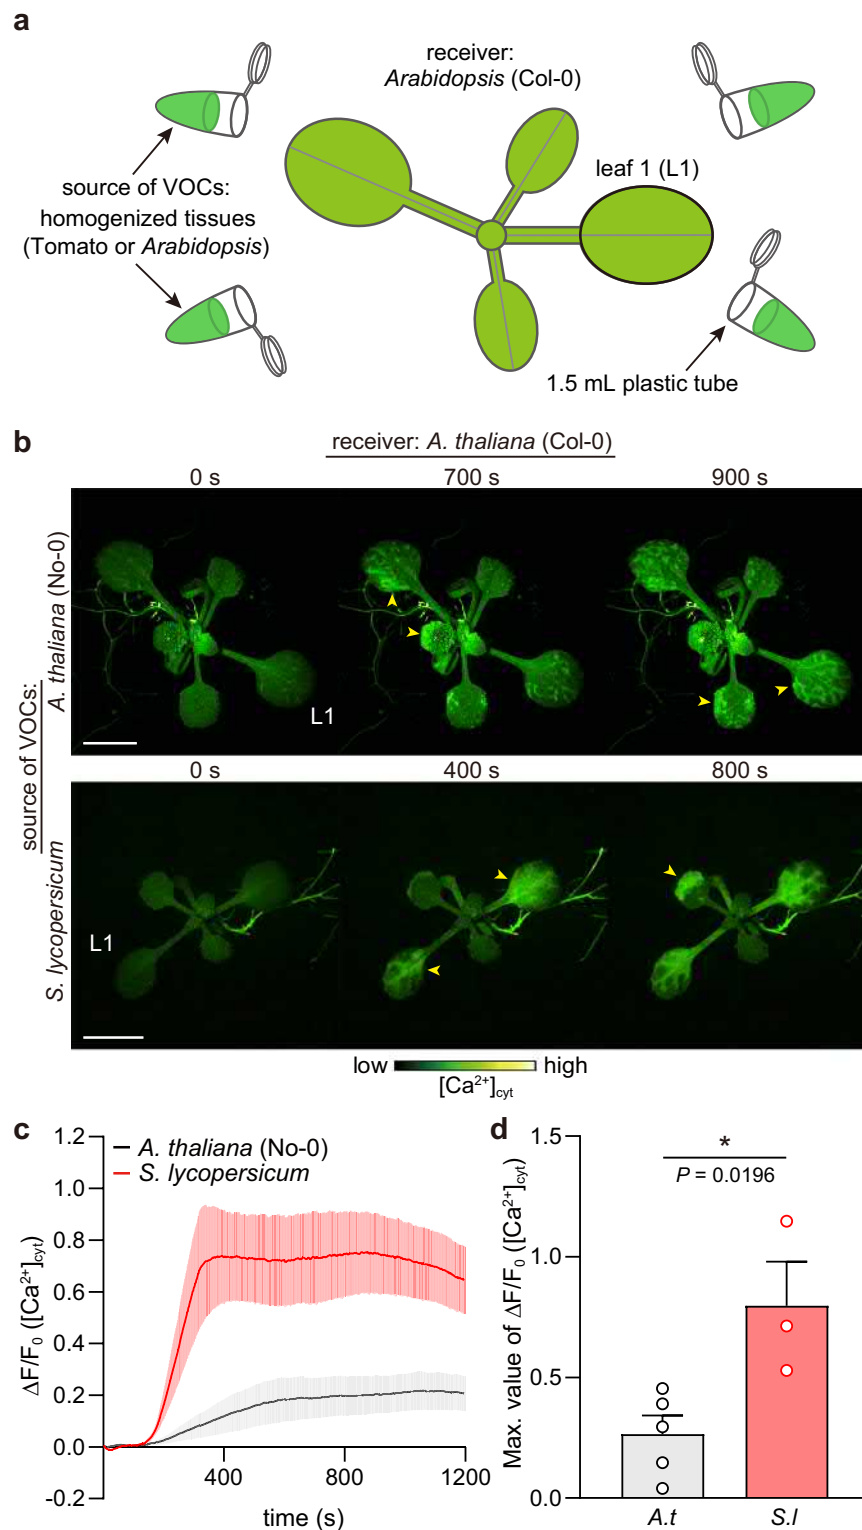 a
receiver:
Arabidopsis (Col-0)
leaf 1 (L1)
source of VOCs:
homogenized tissues
(Tomato or Arabidopsis)
1.5 mL plastic tube
b
receiver: A. thaliana (Col-0)
0 s
700 s
900 s
source of VOCs:
A. thaliana (No-0)
L1
0 s
400 s
800 s
S. lycopersicum
L1
low
high
[Ca²⁺]cyt
c
A. thaliana (No-0)
S. lycopersicum
ΔF/F₀ ([Ca²⁺]cyt)
1.2
1.0
0.8
0.6
0.4
0.2
0.0
-0.2
400
800
1200
time (s)
d
Max. value of ΔF/F₀ ([Ca²⁺]cyt)
1.5
1.0
0.5
0.0
*
P = 0.0196
A.t
S.l